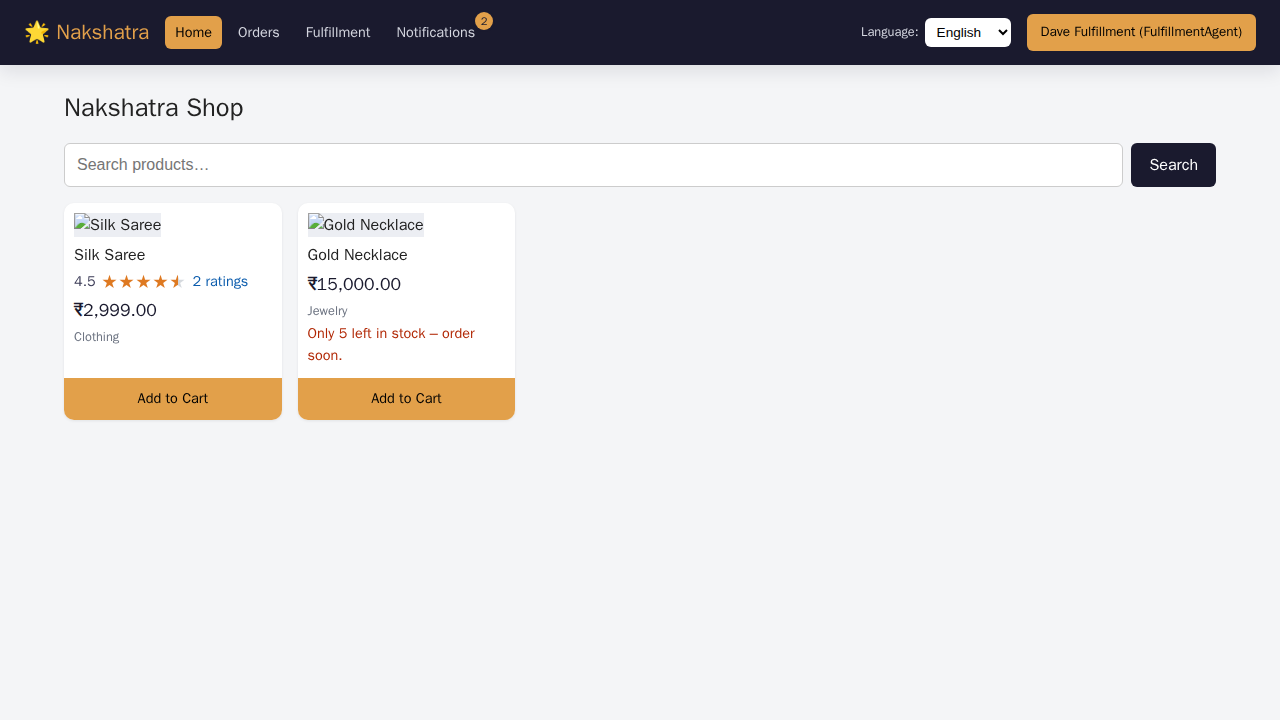 🌟 Nakshatra Home Orders Fulfillment Notifications 2 Language: English Dave Fulfillment (FulfillmentAgent)
Nakshatra Shop
Search products… Search
Silk Saree
Silk Saree
4.5 ★★★★★ 2 ratings
₹2,999.00
Clothing
Add to Cart
Gold Necklace
Gold Necklace
₹15,000.00
Jewelry
Only 5 left in stock – order
soon.
Add to Cart